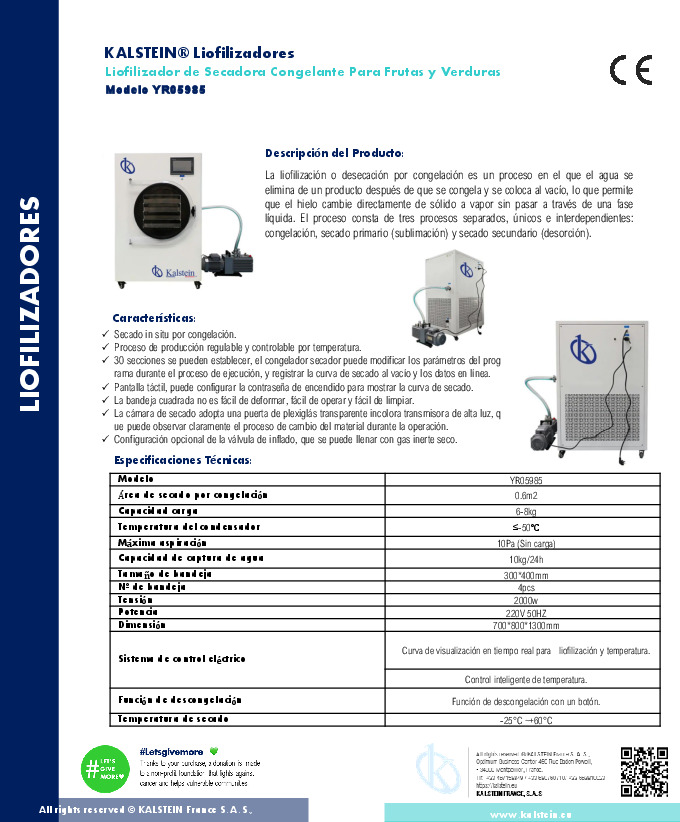 KALSTEIN® Liofilizadores
Liofilizador de Secadora Congelante Para Frutas y Verduras
Modelo YR05985
CE
LIOFILIZADORES
Descripción del Producto:
La liofilización o desecación por congelación es un proceso en el que el agua se
elimina de un producto después de que se congela y se coloca al vacío, lo que permite
que el hielo cambie directamente de sólido a vapor sin pasar a través de una fase
líquida. El proceso consta de tres procesos separados, únicos e interdependientes:
congelación, secado primario (sublimación) y secado secundario (desorción).
Kalstein
Características:
✓ Secado in situ por congelación.
✓ Proceso de producción regulable y controlable por temperatura.
✓ 30 secciones se pueden establecer, el congelador secador puede modificar los parámetros del prog
rama durante el proceso de ejecución, y registrar la curva de secado al vacío y los datos en línea.
✓ Pantalla táctil, puede configurar la contraseña de encendido para mostrar la curva de secado.
✓ La bandeja cuadrada no es fácil de deformar, fácil de operar y fácil de limpiar.
✓ La cámara de secado adopta una puerta de plexiglás transparente incolora transmisora de alta luz, q
ue puede observar claramente el proceso de cambio del material durante la operación.
✓ Configuración opcional de la válvula de inflado, que se puede llenar con gas inerte seco.
Especificaciones Técnicas:
Modelo YR05985
Área de secado por congelación 0.6m2
Capacidad carga 6-8kg
Temperatura del condensador ≤-50℃
Máxima aspiración 10Pa (Sin carga)
Capacidad de captura de agua 10kg/24h
Tamaño de bandeja 300*400mm
Nº de bandeja 4pcs
Tensión 2000w
Potencia 220V 50HZ
Dimensión 700*800*1300mm
Sistema de control eléctrico Curva de visualización en tiempo real para liofilización y temperatura.
Control inteligente de temperatura.
Función de descongelación Función de descongelación con un botón.
Temperatura de secado -25°C →60°C
#LET'S
GIVE
MORE
#Letsgivemore
Thanks to your purchase, a donation is made
to a non-profit foundation that fights against
cancer and helps vulnerable communities
All rights reserved © KALSTEIN France S. A. S.,
https://kalstein.eu
KALSTEIN FRANCE, S. A. S
All rights reserved © KALSTEIN France S. A. S.,
www.kalstein.eu